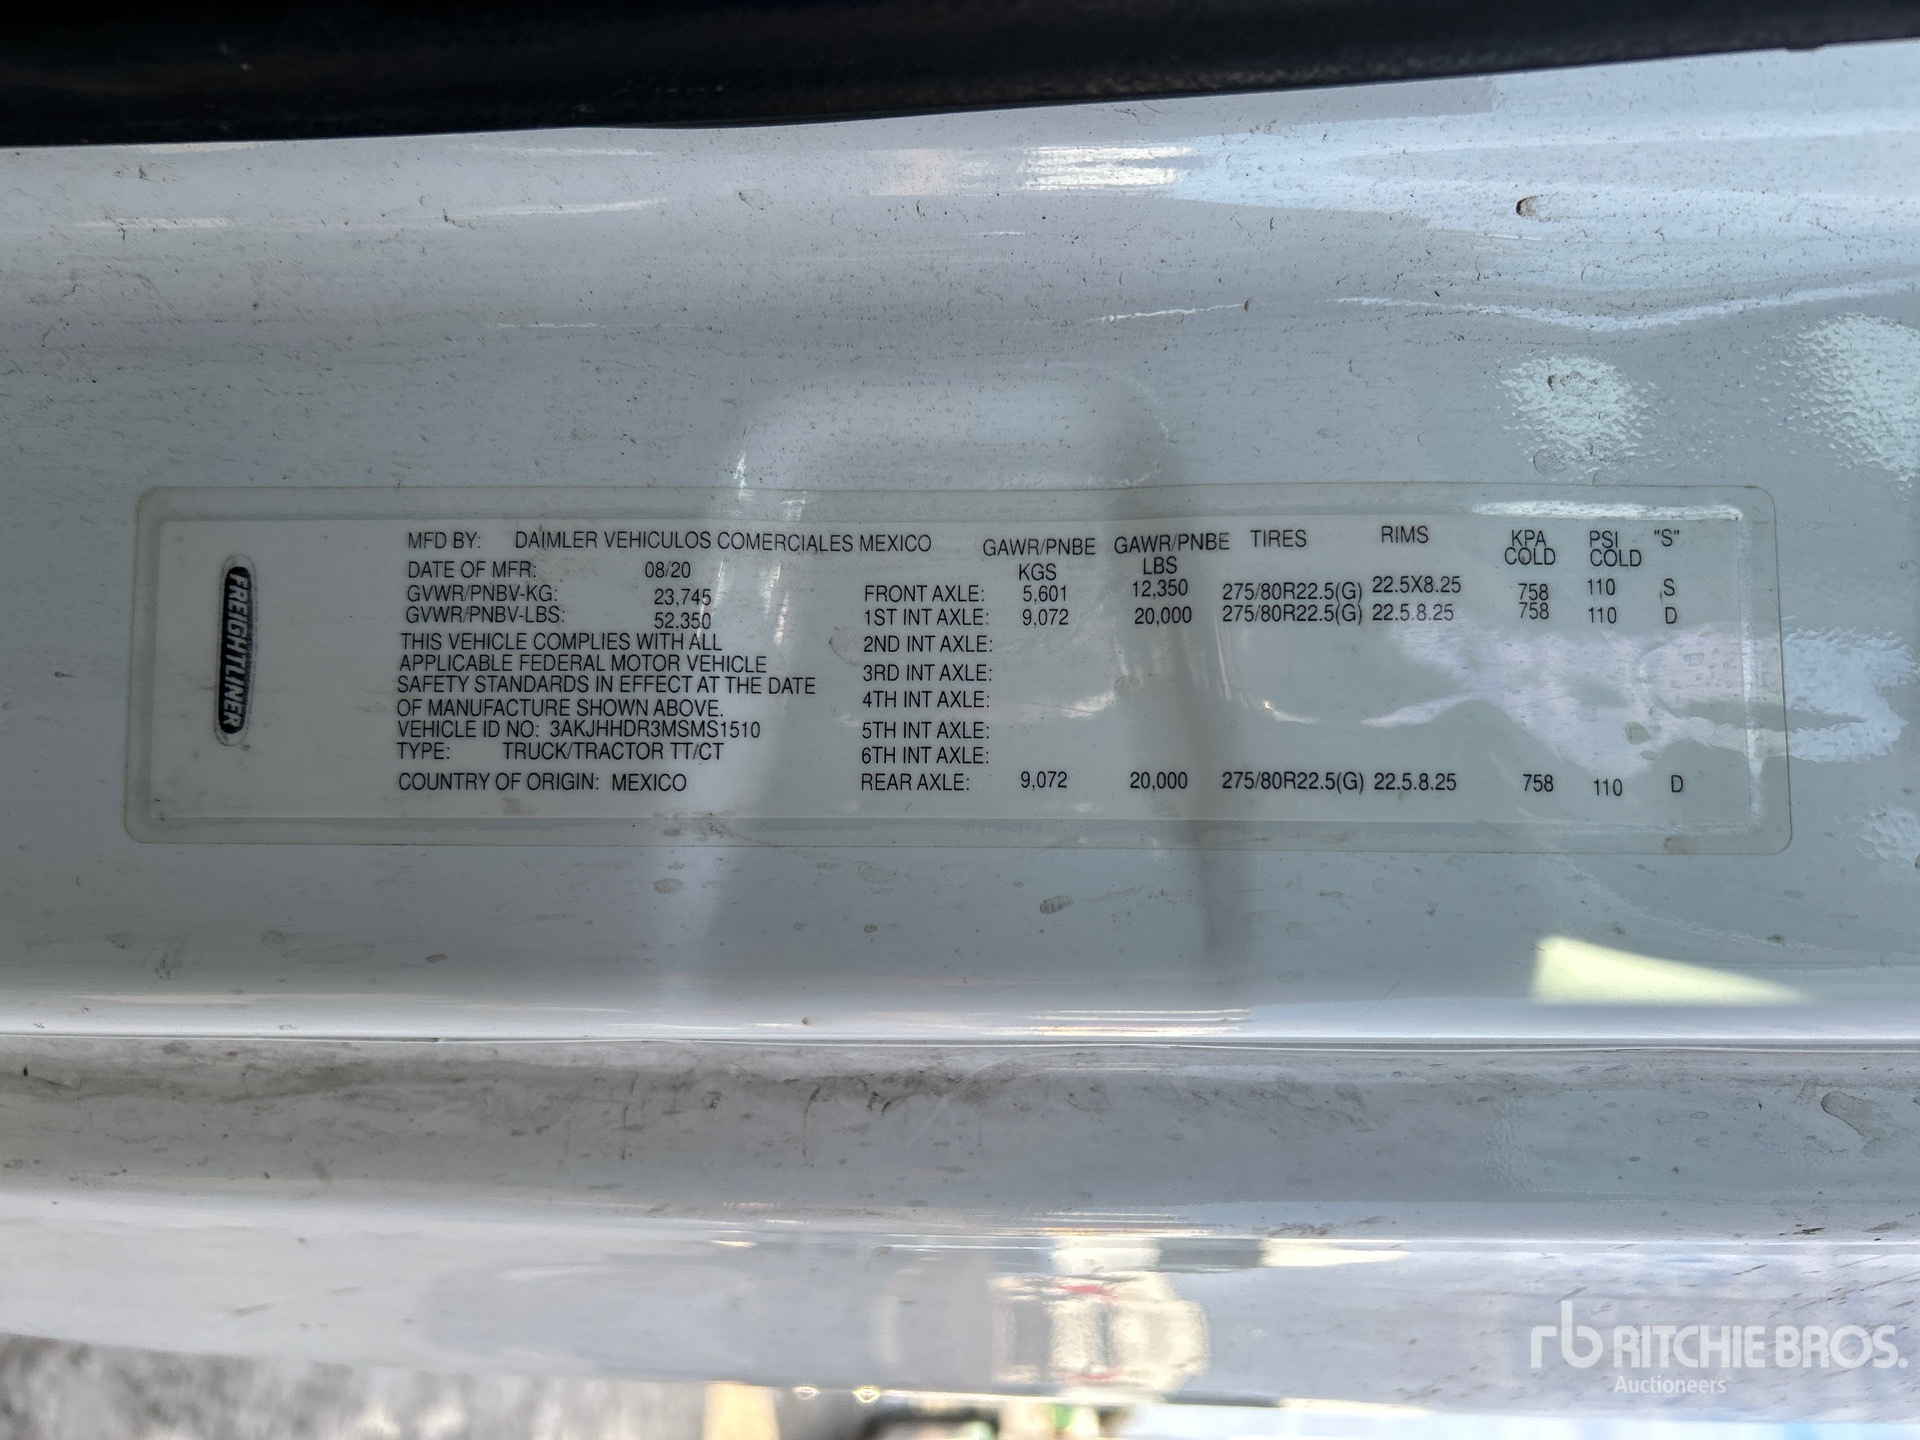 FREIGHTLINER
MFD BY: DAIMLER VEHICULOS COMERCIALES MEXICO
DATE OF MFR: 08/20
GVWR/PNBV-KG: 23,745
GVWR/PNBV-LBS: 52,350
THIS VEHICLE COMPLIES WITH ALL
APPLICABLE FEDERAL MOTOR VEHICLE
SAFETY STANDARDS IN EFFECT AT THE DATE
OF MANUFACTURE SHOWN ABOVE.
VEHICLE ID NO: 3AKJHHDR3MSMS1510
TYPE: TRUCK/TRACTOR TT/CT
COUNTRY OF ORIGIN: MEXICO
GAWR/PNBE GAWR/PNBE TIRES RIMS KPA PSI "S"
KGS LBS COLD COLD
FRONT AXLE: 5,601 12,350 275/80R22.5(G) 22.5X8.25 758 110 S
1ST INT AXLE: 9,072 20,000 275/80R22.5(G) 22.5.8.25 758 110 D
2ND INT AXLE:
3RD INT AXLE:
4TH INT AXLE:
5TH INT AXLE:
6TH INT AXLE:
REAR AXLE: 9,072 20,000 275/80R22.5(G) 22.5.8.25 758 110 D
rb RITCHIE BROS.
Auctioneers